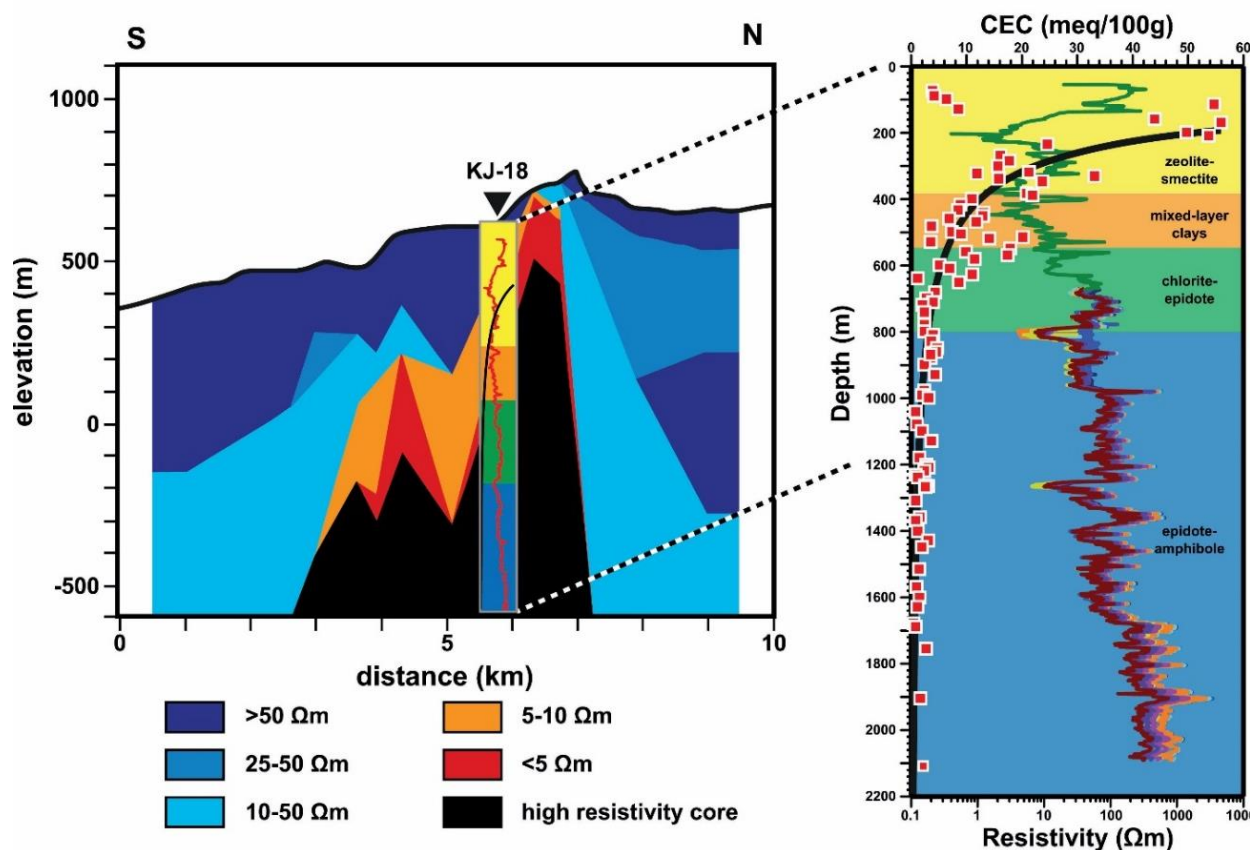 S
N
KJ-18
1000
500
0
-500
elevation (m)
0
5
10
distance (km)
>50 Ωm
25-50 Ωm
10-50 Ωm
5-10 Ωm
<5 Ωm
high resistivity core
CEC (meq/100g)
0 10 20 30 40 50 60
0
200
400
600
800
1000
1200
1400
1600
1800
2000
2200
Depth (m)
zeolite-
smectite
mixed-layer
clays
chlorite-
epidote
epidote-
amphibole
0.1 1 10 100 1000 1000
Resistivity (Ωm)